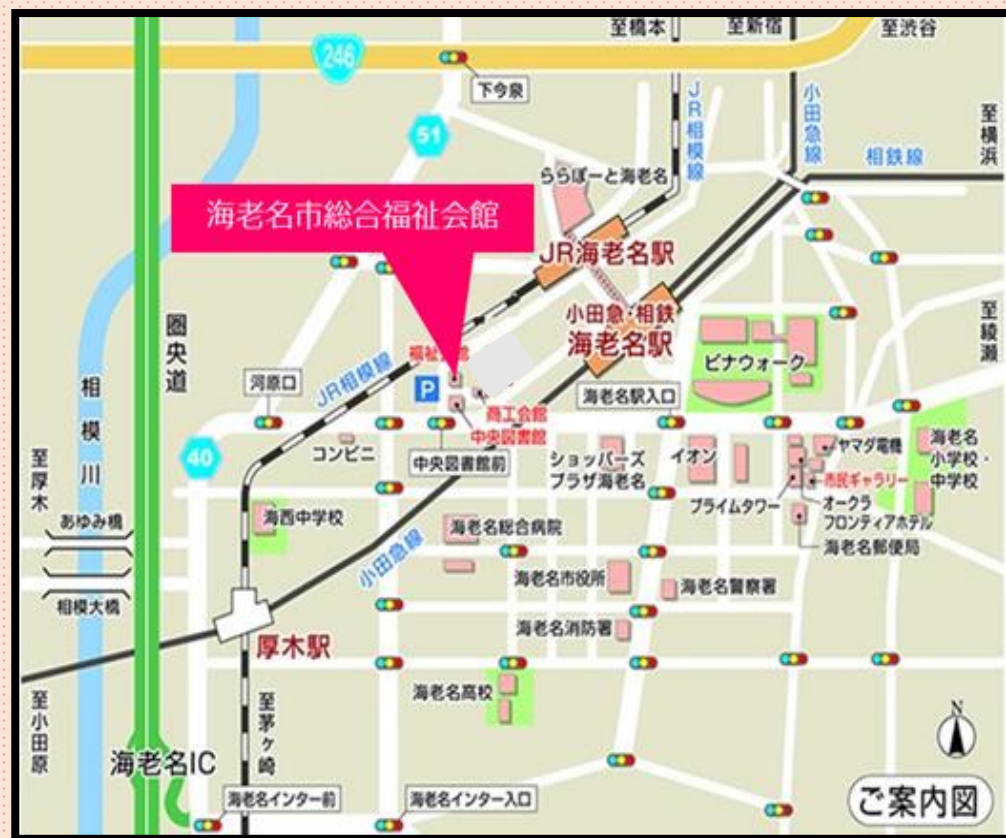 至橋本
至新宿
至渋谷
246
下今泉
51
JR相模線
小田急線
至横浜
相鉄線
ららぽーと海老名
海老名市総合福祉会館
JR海老名駅
小田急・相鉄
海老名駅
至綾瀬
圏央道
相模川
ビナウォーク
JR相模線
河原口
P
商工会館
中央図書館
海老名駅入口
40
コンビニ
中央図書館前
ショッパーズ
プラザ海老名
イオン
ヤマダ電機
市民ギャラリー
海老名
小学校・
中学校
プライムタワー
オークラ
フロンティアホテル
海老名郵便局
至厚木
あゆみ橋
相模大橋
海西中学校
海老名総合病院
小田急線
海老名市役所
海老名警察署
海老名消防署
厚木駅
海老名高校
至小田原
至茅ヶ崎
海老名IC
海老名インター前
海老名インター入口
N
ご案内図